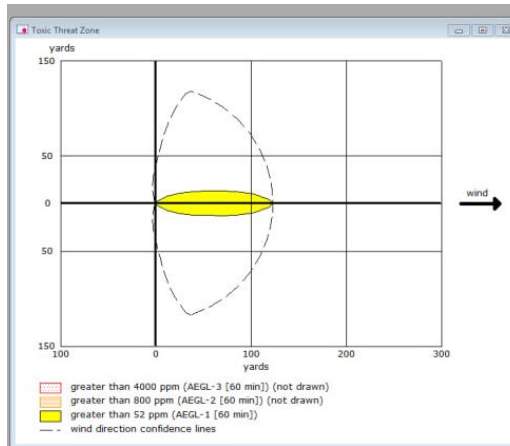 Toxic Threat Zone
yards
150
50
0
50
150
100 0 100 200 300
yards
wind
greater than 4000 ppm (AEGL-3 [60 min]) (not drawn)
greater than 800 ppm (AEGL-2 [60 min]) (not drawn)
greater than 52 ppm (AEGL-1 [60 min])
wind direction confidence lines